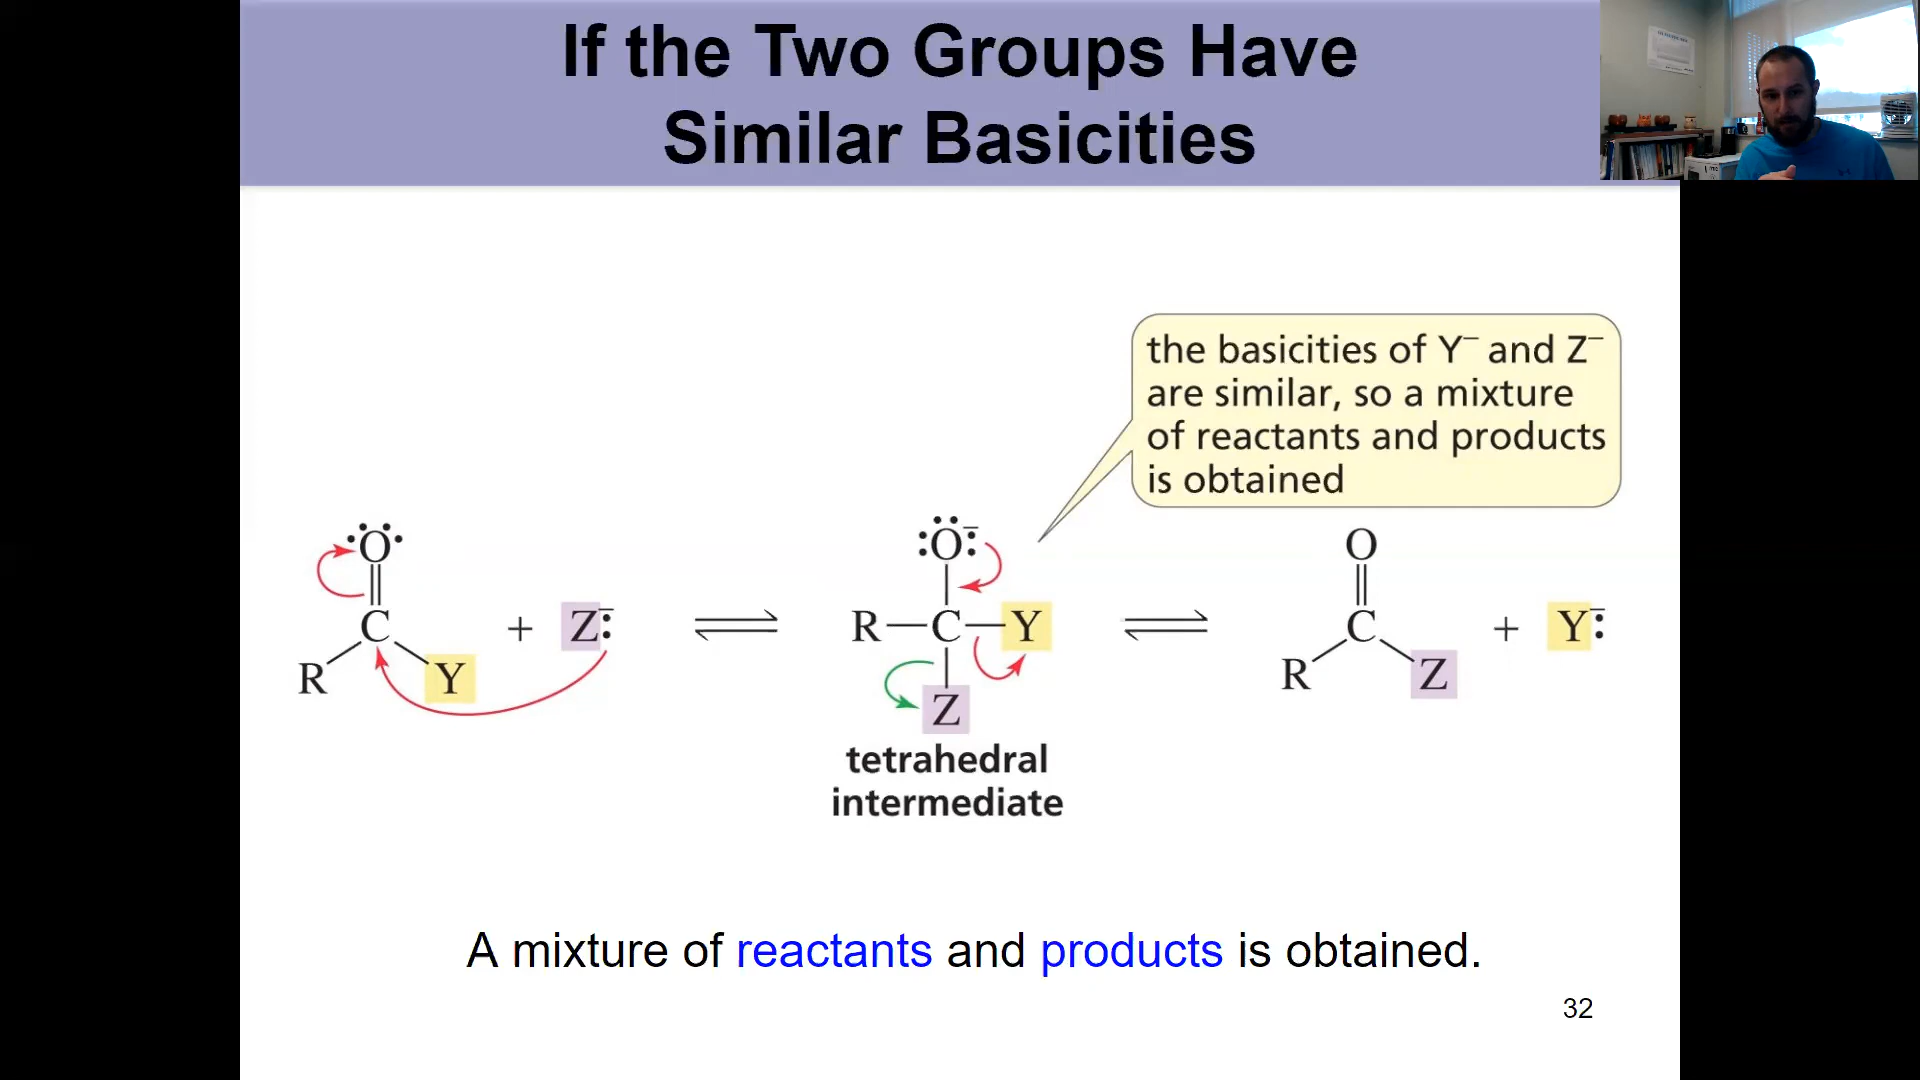 If the Two Groups Have
Similar Basicities
the basicities of Y⁻ and Z⁻
are similar, so a mixture
of reactants and products
is obtained
O
C
R
Y
+ Z⁻
O⁻
R—C—Y
Z
tetrahedral
intermediate
O
C
R
Z
+ Y⁻
A mixture of reactants and products is obtained.
32